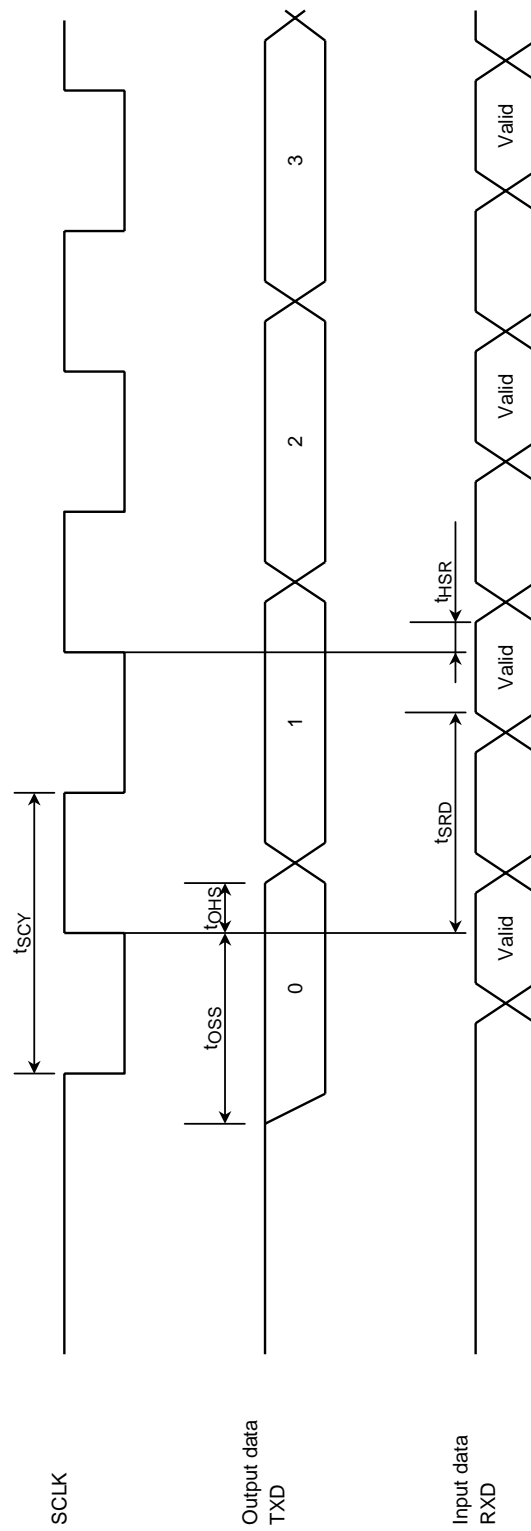 SCLK
tSCY
Output data
TXD
tOSS
tOHS
0
1
2
3
Input data
RXD
tSRD
tHSR
Valid
Valid
Valid
Valid